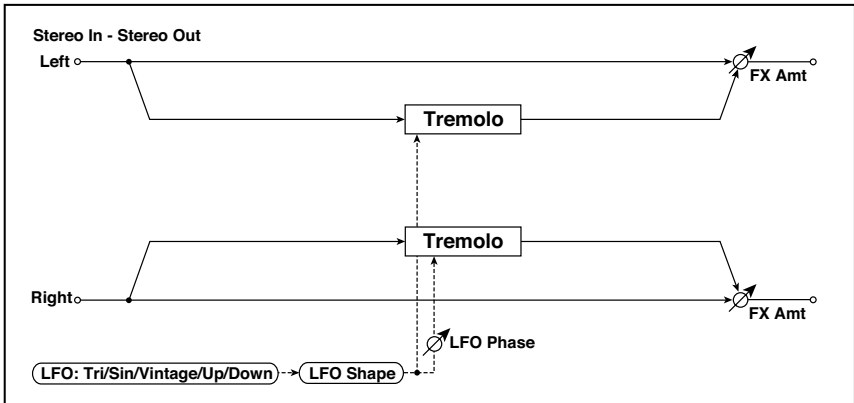 Stereo In - Stereo Out
Left
FX Amt
Tremolo
Tremolo
Right
FX Amt
LFO Phase
LFO: Tri/Sin/Vintage/Up/Down
LFO Shape